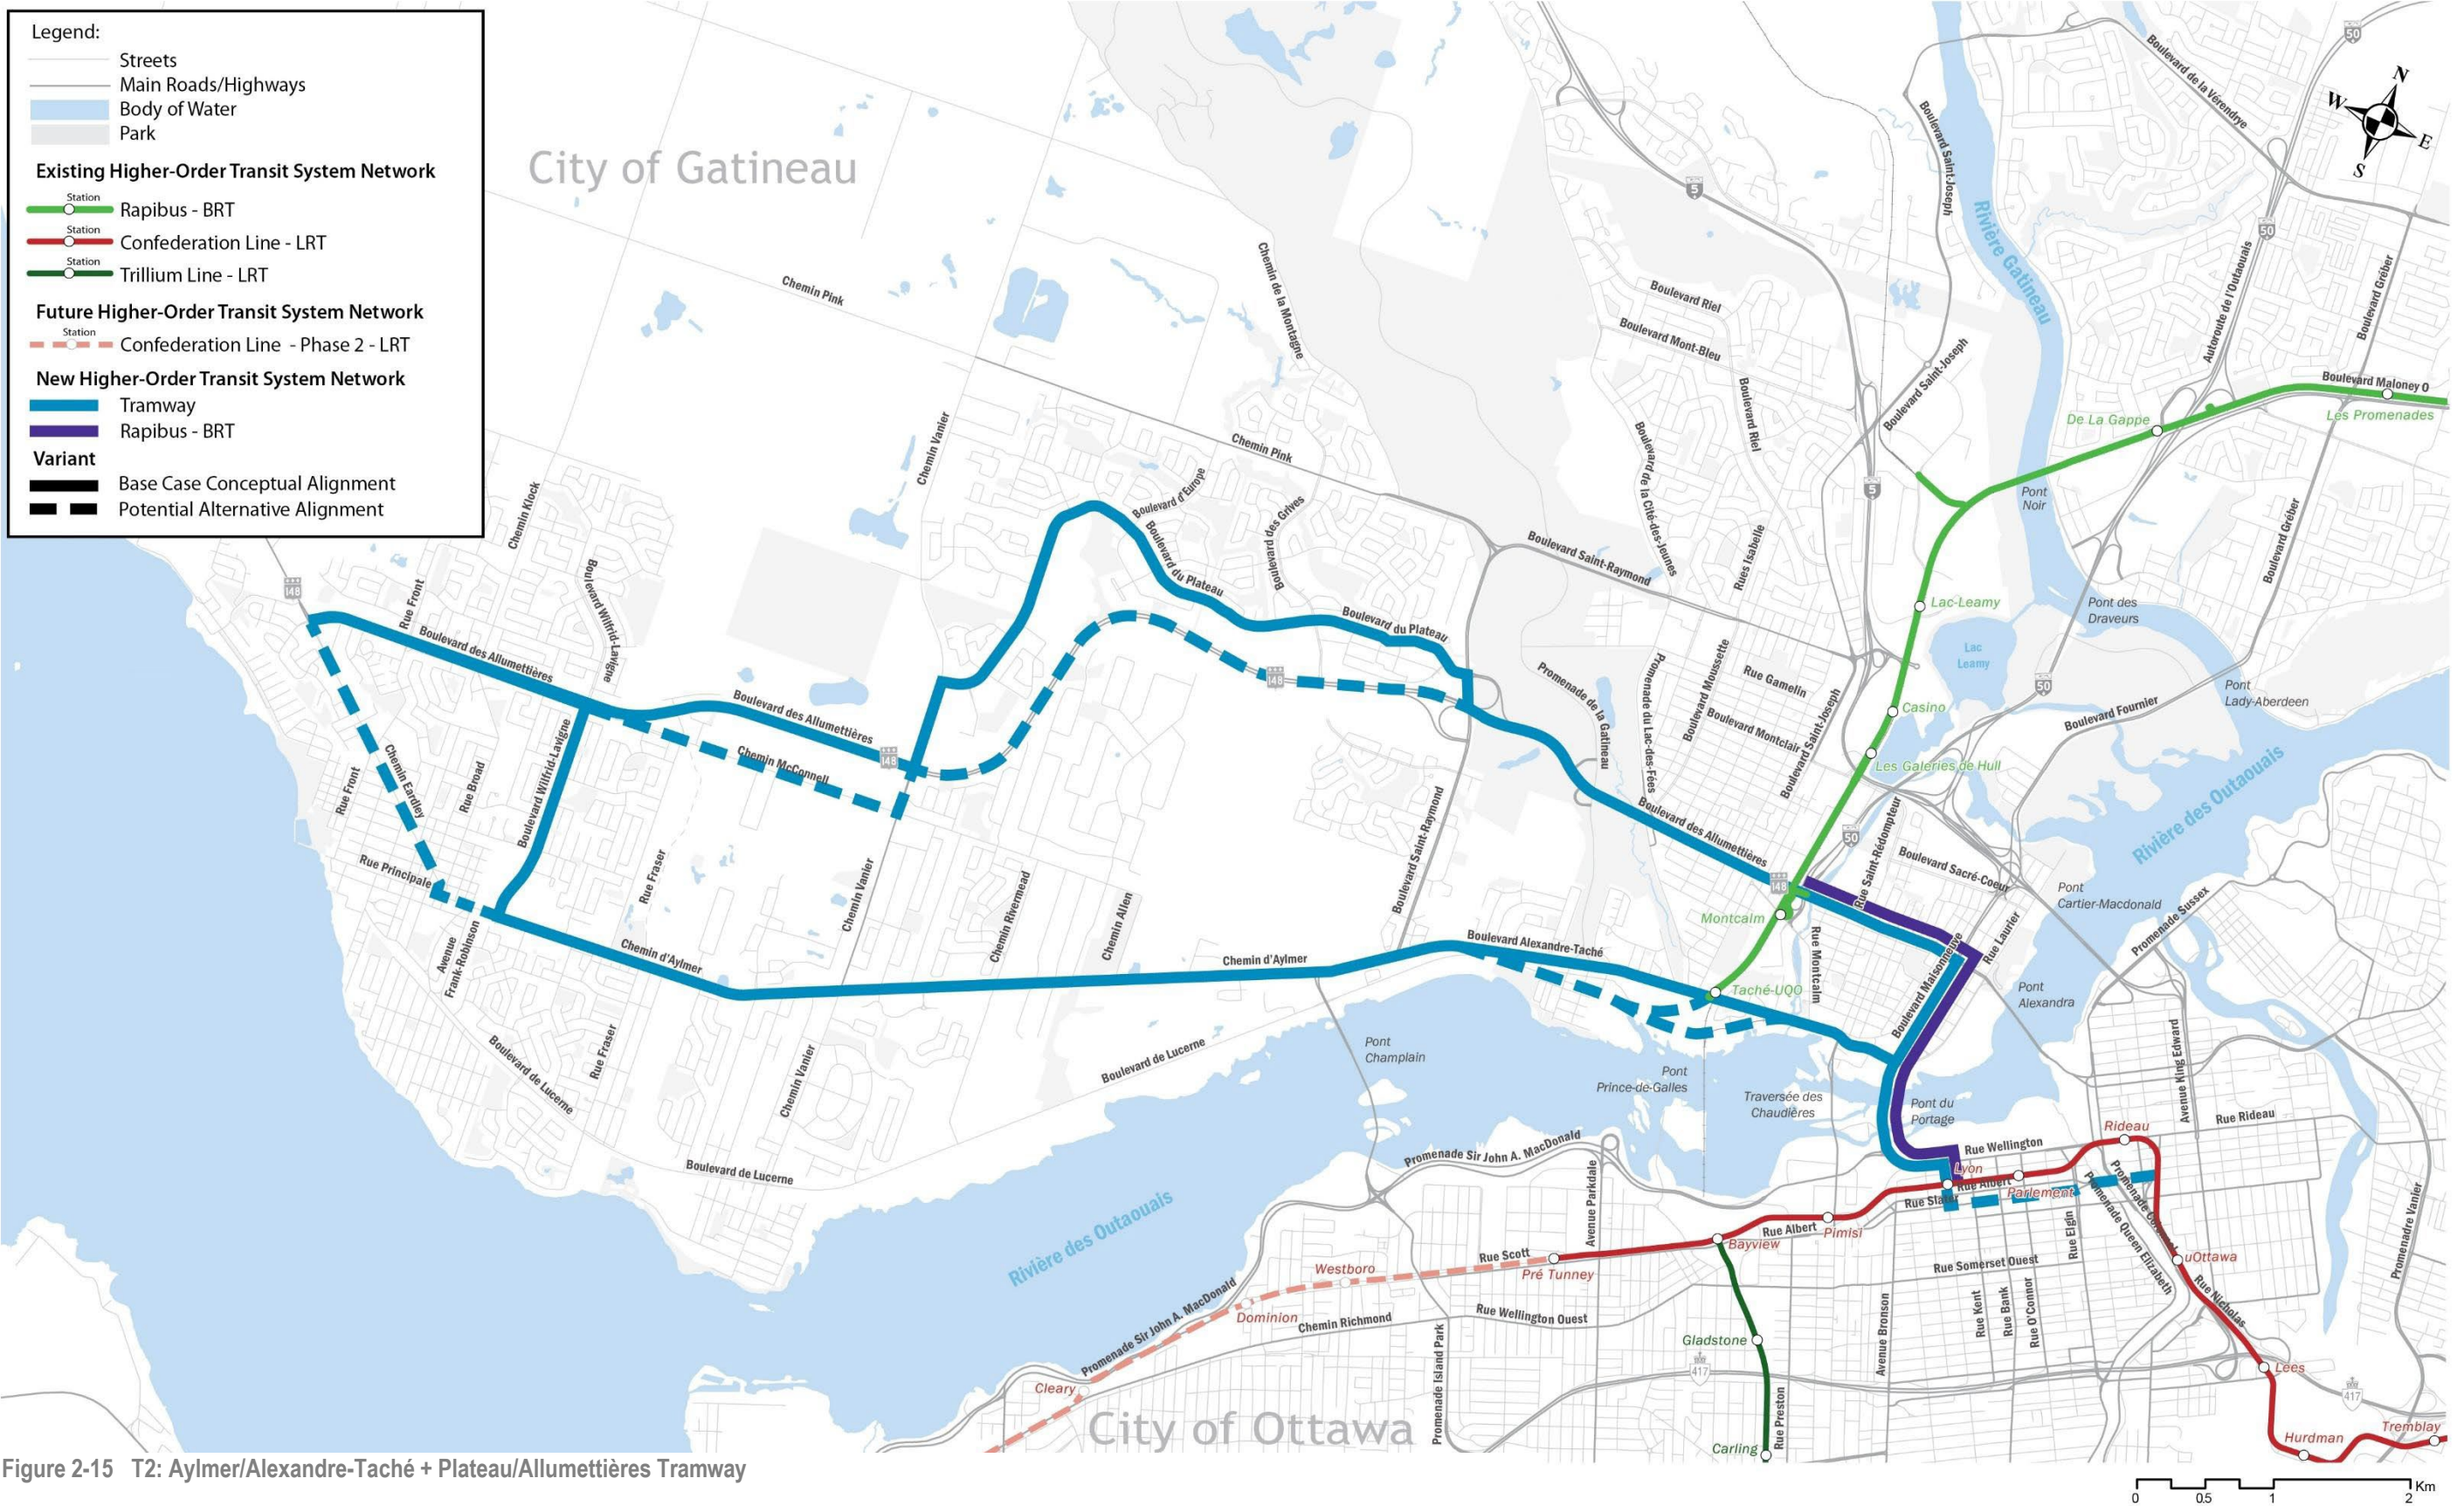 Legend:
Streets
Main Roads/Highways
Body of Water
Park
Existing Higher-Order Transit System Network
Station
Rapibus - BRT
Station
Confederation Line - LRT
Station
Trillium Line - LRT
Future Higher-Order Transit System Network
Station
Confederation Line - Phase 2 - LRT
New Higher-Order Transit System Network
Tramway
Rapibus - BRT
Variant
Base Case Conceptual Alignment
Potential Alternative Alignment
City of Gatineau
N
W
E
S
50
Boulevard de la Vérendrye
Boulevard Saint-Joseph
5
Rivière Gatineau
50
Autoroute de l'Outaouais
Boulevard Gréber
Chemin Pink
Chemin de la Montagne
Boulevard Riel
Boulevard Mont-Bleu
Boulevard Riel
Boulevard Saint-Joseph
Boulevard Maloney O
Les Promenades
De La Gappe
Chemin Vanier
Chemin Pink
Boulevard de la Cité-des-Jeunes
5
Pont
Noir
Chemin Klock
Boulevard d'Europe
Boulevard des Grives
Boulevard du Plateau
Boulevard Saint-Raymond
Rues Isabelle
Boulevard Gréber
148
Rue Front
Boulevard Wilfrid-Lavigne
Boulevard du Plateau
Lac-Leamy
Pont des
Draveurs
Lac
Leamy
Boulevard des Allumettières
148
Promenade de la Gatineau
Promenade du Lac-des-Fées
Boulevard Moussette
Rue Gamelin
Boulevard Montclair
Boulevard Saint-Joseph
50
Pont
Lady-Aberdeen
Casino
Boulevard Fournier
Boulevard des Allumettières
148
Chemin McConnell
Les Galeries de Hull
Chemin Eardley
Rue Front
Rue Broad
Boulevard Wilfrid-Lavigne
Boulevard Saint-Raymond
Boulevard des Allumettières
50
Rue Saint-Rédompteur
Boulevard Sacré-Coeur
Rivière des Outaouais
Rue Principale
Rue Fraser
Chemin Vanier
Chemin Rivermead
Chemin Allen
148
Montcalm
Pont
Cartier-Macdonald
Promenade Sussex
Avenue
Frank-Robinson
Chemin d'Aylmer
Chemin d'Aylmer
Boulevard Alexandre-Taché
Rue Montcalm
Boulevard Maisonneuve
Rue Laurier
Taché-UQO
Pont
Alexandra
Boulevard de Lucerne
Rue Fraser
Chemin Vanier
Boulevard de Lucerne
Pont
Champlain
Pont
Prince-de-Galles
Traversée des
Chaudières
Pont du
Portage
Avenue King Edward
Rue Rideau
Rideau
Boulevard de Lucerne
Promenade Sir John A. MacDonald
Avenue Parkdale
Rue Wellington
Lyon
Rue Albert
Parlement
Rue Slater
Promenade Vanier
Rivière des Outaouais
Rue Albert
Pimisi
Bayview
Rue Scott
Pré Tunney
Westboro
Rue Elgin
Promenade Queen Elizabeth
uOttawa
Rue Nicholas
Rue Somerset Ouest
Promenade Sir John A. MacDonald
Dominion
Chemin Richmond
Rue Wellington Ouest
Promenade Island Park
Gladstone
417
Avenue Bronson
Rue Kent
Rue Bank
Rue O'Connor
Lees
417
Cleary
City of Ottawa
Carling
Rue Preston
Hurdman
Tremblay
Figure 2-15 T2: Aylmer/Alexandre-Taché + Plateau/Allumettières Tramway
Km
0 0.5 1 2